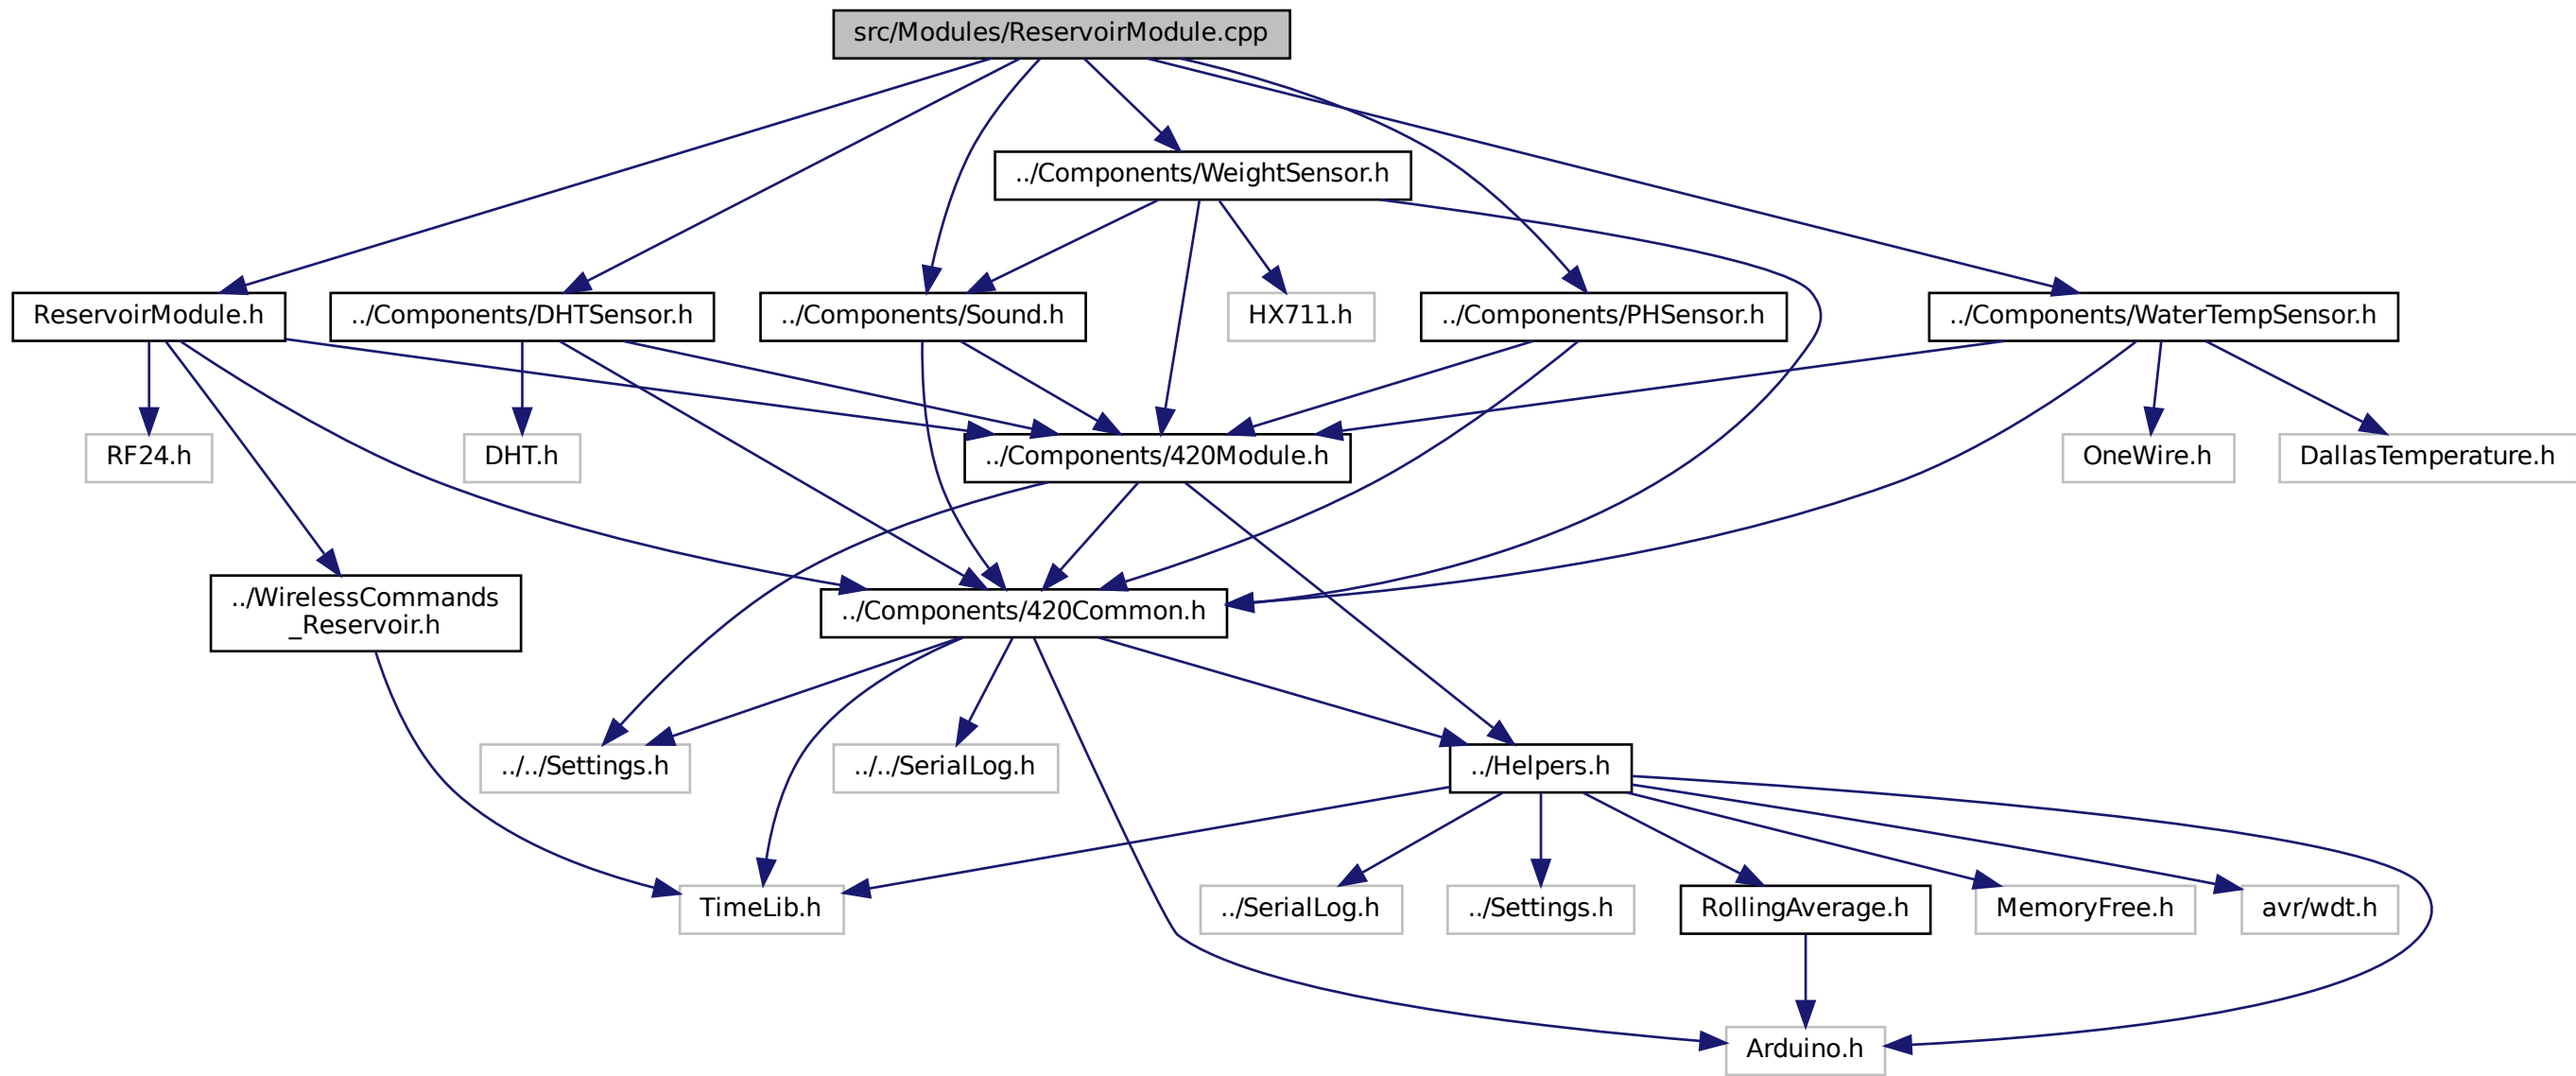 src/Modules/ReservoirModule.cpp
../Components/WeightSensor.h
ReservoirModule.h
../Components/DHTSensor.h
../Components/Sound.h
HX711.h
../Components/PHSensor.h
../Components/WaterTempSensor.h
RF24.h
DHT.h
../Components/420Module.h
OneWire.h
DallasTemperature.h
../WirelessCommands
_Reservoir.h
../Components/420Common.h
../../Settings.h
../../SerialLog.h
../Helpers.h
TimeLib.h
../SerialLog.h
../Settings.h
RollingAverage.h
MemoryFree.h
avr/wdt.h
Arduino.h